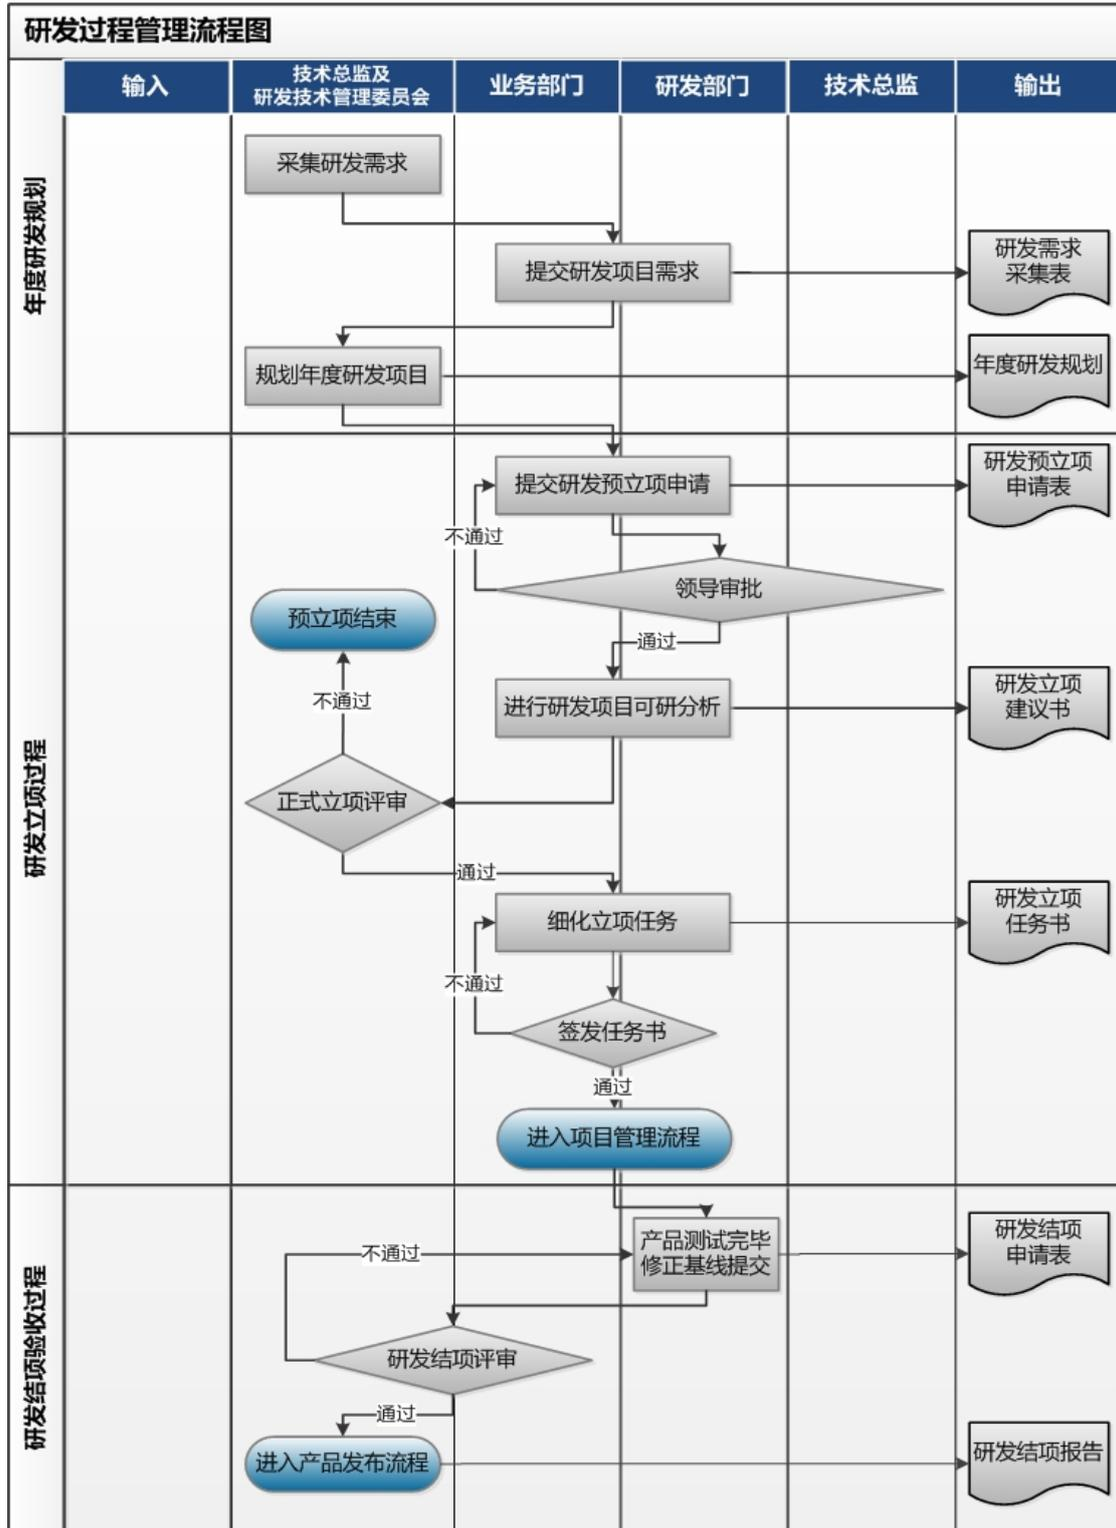 研发过程管理流程图
输入
技术总监及
研发技术管理委员会
业务部门
研发部门
技术总监
输出
年度研发规划
采集研发需求
提交研发项目需求
研发需求
采集表
规划年度研发项目
年度研发规划
研发立项过程
提交研发预立项申请
研发预立项
申请表
不通过
领导审批
预立项结束
通过
进行研发项目可研分析
研发立项
建议书
不通过
正式立项评审
通过
细化立项任务
研发立项
任务书
不通过
签发任务书
通过
进入项目管理流程
研发结项验收过程
产品测试完毕
修正基线提交
研发结项
申请表
不通过
研发结项评审
通过
进入产品发布流程
研发结项报告